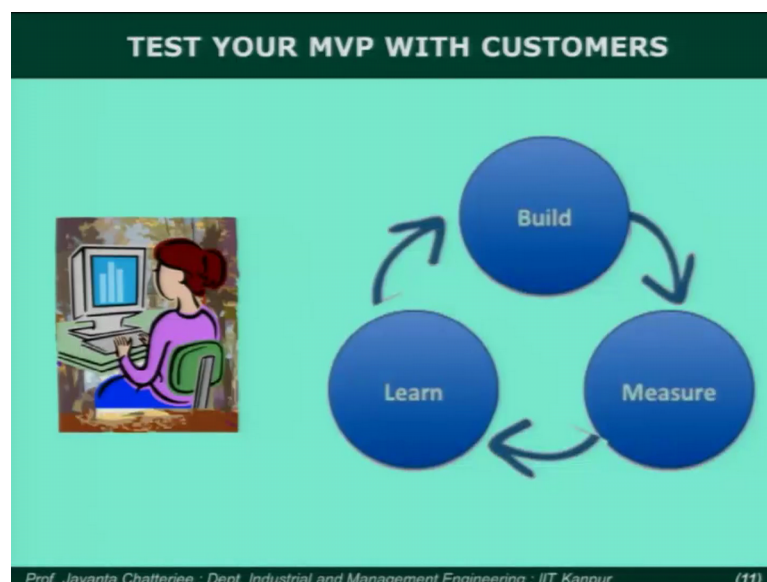 TEST YOUR MVP WITH CUSTOMERS
Build
Learn
Measure
Prof. Jayanta Chatterjee : Dept. Industrial and Management Engineering : IIT Kanpur
(11)